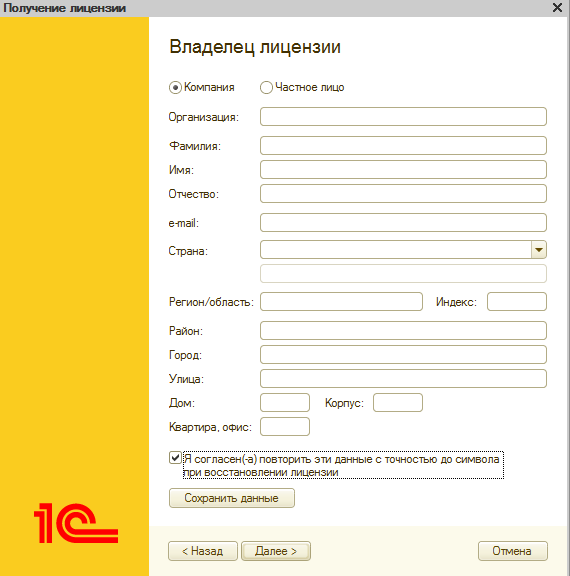 Получение лицензии
Владелец лицензии
Компания Частное лицо
Организация:
Фамилия:
Имя:
Отчество:
e-mail:
Страна:
Регион/область: Индекс:
Район:
Город:
Улица:
Дом: Корпус:
Квартира, офис:
Я согласен(-а) повторить эти данные с точностью до символа
при восстановлении лицензии
Сохранить данные
1С
< Назад Далее > Отмена